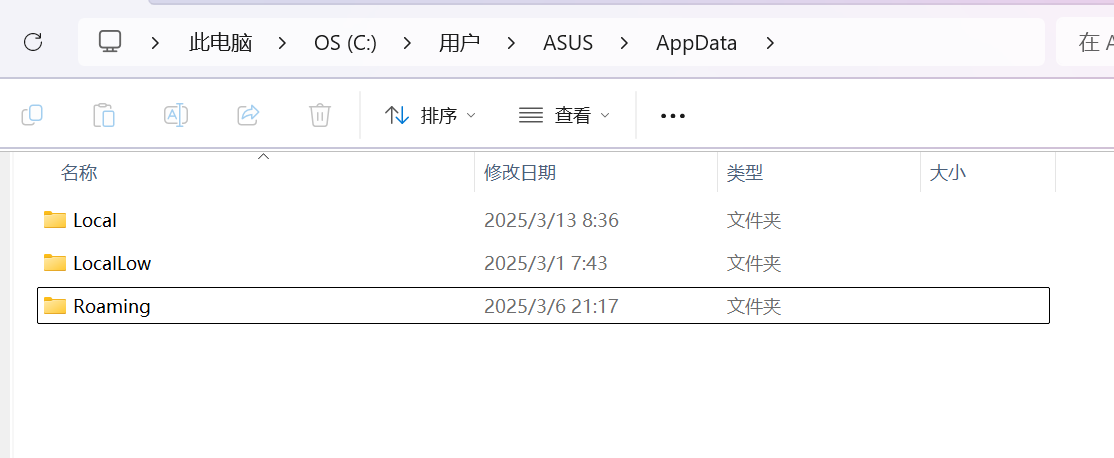 此电脑 OS (C:) 用户 ASUS AppData 在 A
排序 查看
名称 修改日期 类型 大小
Local 2025/3/13 8:36 文件夹
LocalLow 2025/3/1 7:43 文件夹
Roaming 2025/3/6 21:17 文件夹